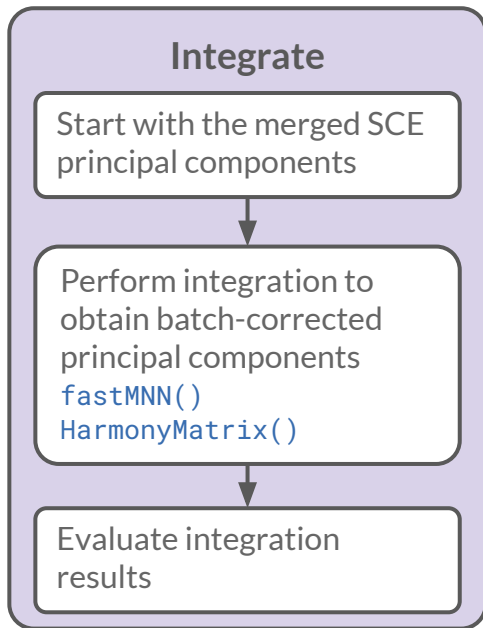 Integrate
Start with the merged SCE
principal components
Perform integration to
obtain batch-corrected
principal components
fastMNN()
HarmonyMatrix()
Evaluate integration
results